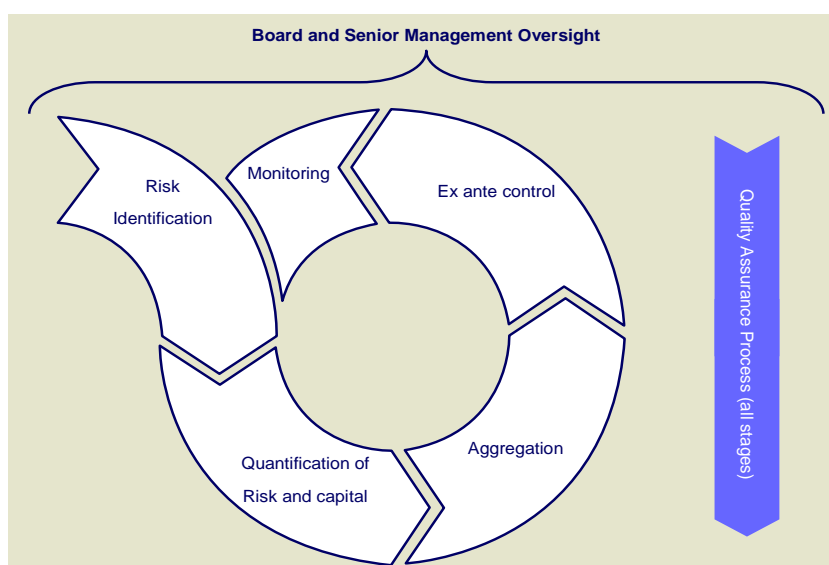 Board and Senior Management Oversight
Risk
Identification
Monitoring
Ex ante control
Quantification of
Risk and capital
Aggregation
Quality Assurance Process (all stages)